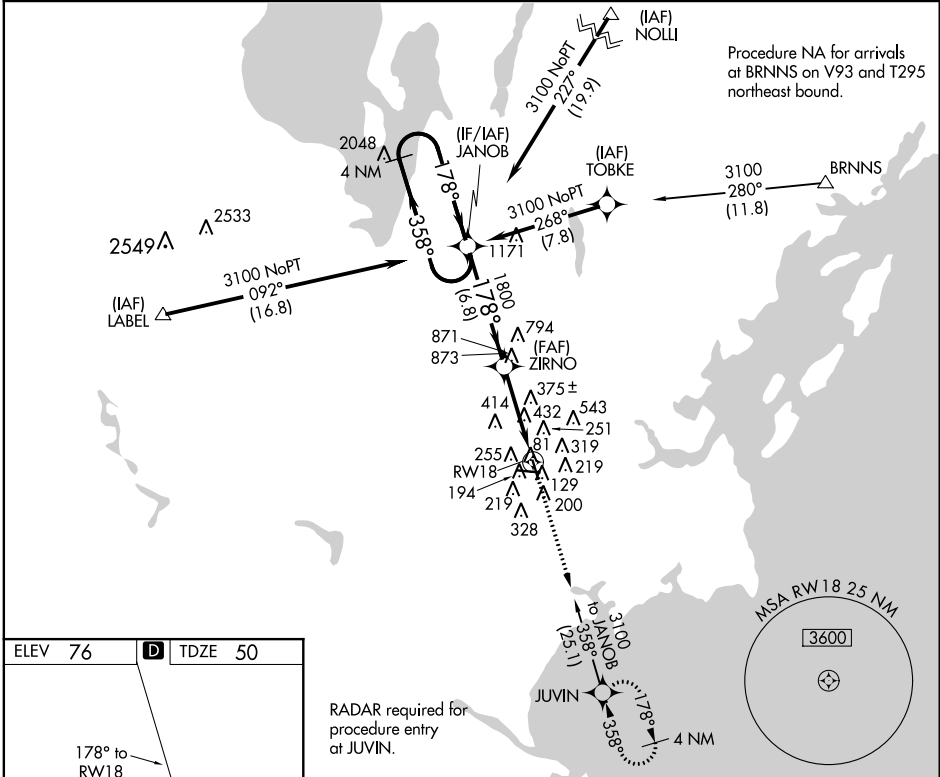 (IAF)
NOLLI
3100 NoPT
227°
(19.9)
Procedure NA for arrivals
at BRNNS on V93 and T295
northeast bound.
2048
4 NM
(IF/IAF)
JANOB
178°
358°
(IAF)
TOBKE
3100
280°
(11.8)
BRNNS
3100 NoPT
268°
(7.8)
1171
2549
2533
3100 NoPT
092°
(16.8)
(IAF)
LABEL
1800
178°
(6.8)
871
873
794
(FAF)
ZIRNO
375±
414
432
543
251
81
319
255
RW18
219
194
129
219
200
328
3100
to JANOB
358°
(25.1)
JUVIN
178°
358°
4 NM
MSA RW18 25 NM
3600
RADAR required for
procedure entry
at JUVIN.
ELEV 76
D
TDZE 50
178° to
RW18